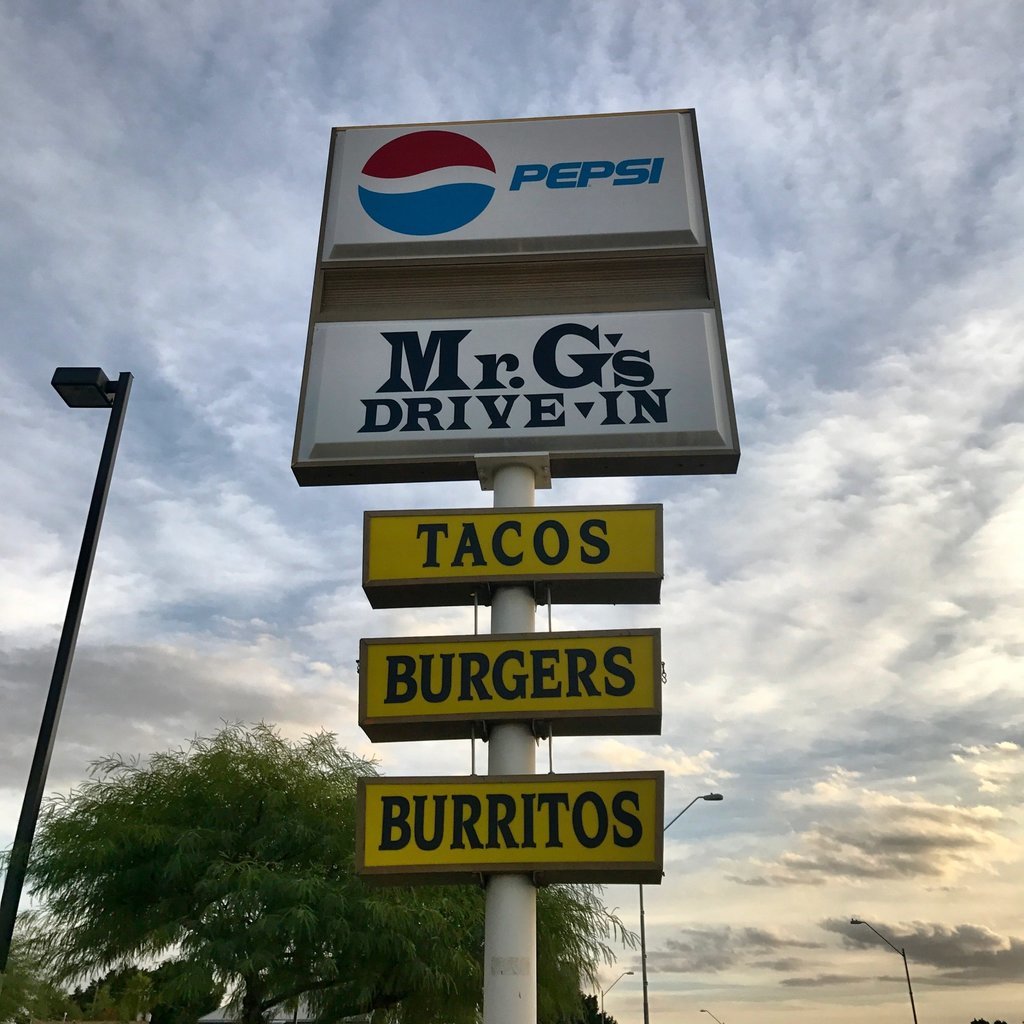 PEPSI
Mr. G's
DRIVE-IN
TACOS
BURGERS
BURRITOS